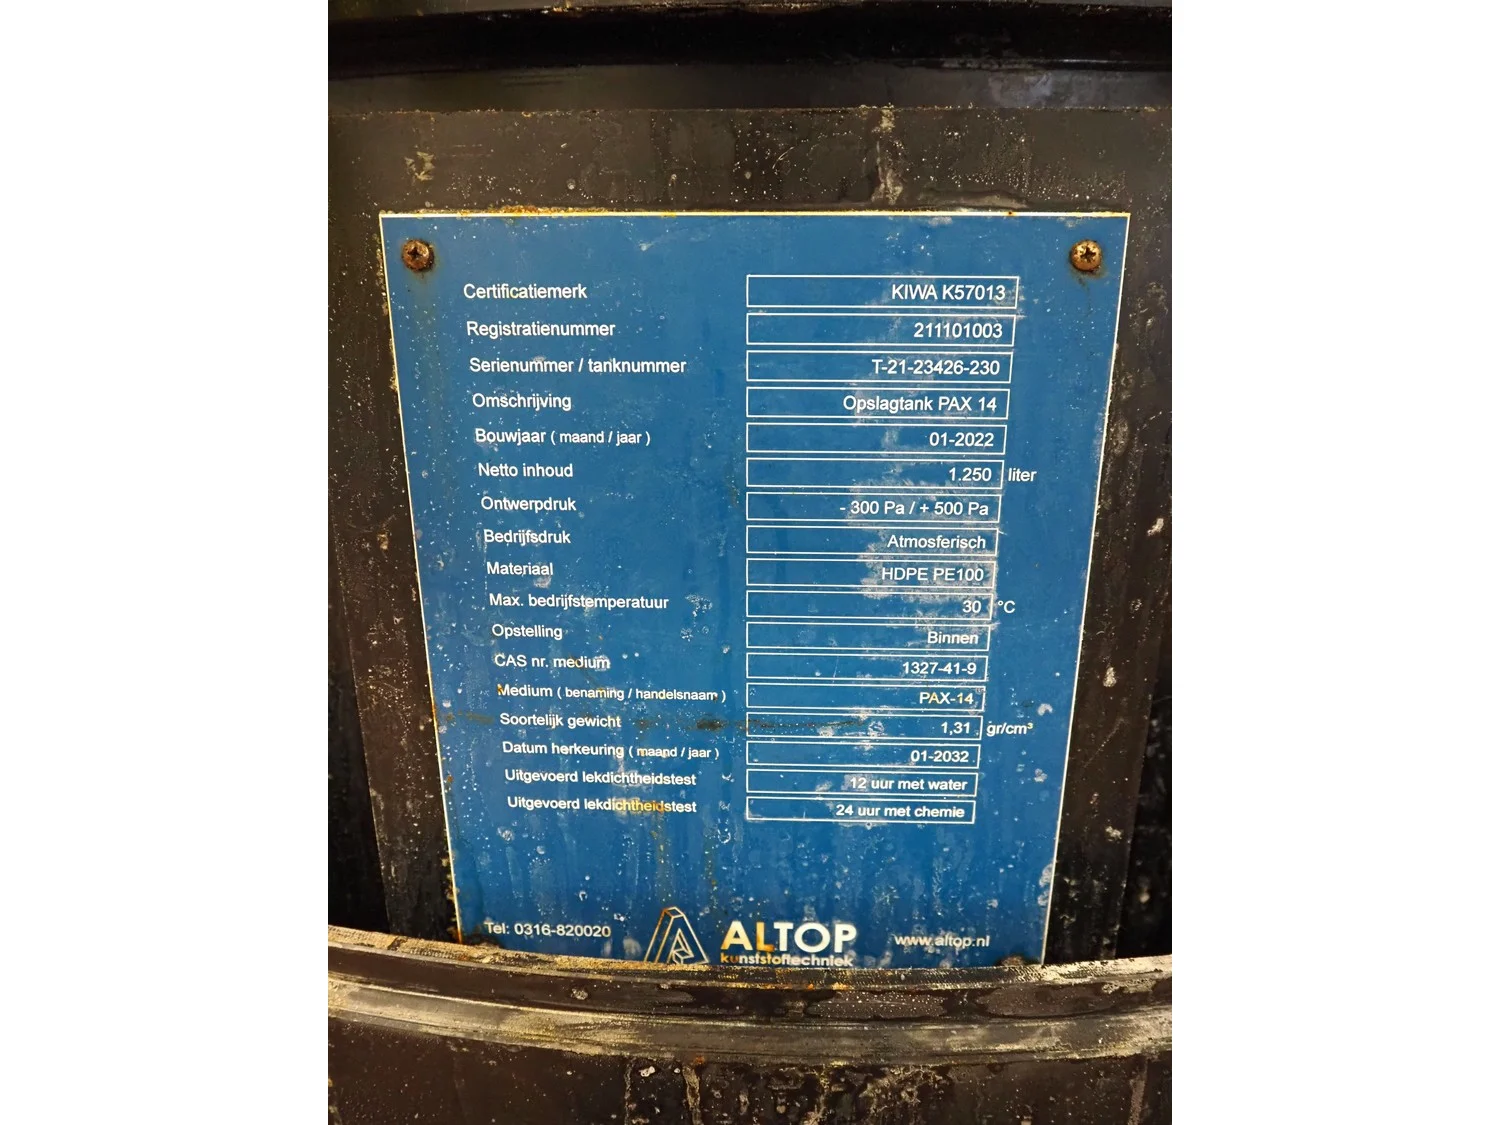 Certificatiemerk KIWA K57013
Registratienummer 211101003
Serienummer / tanknummer T-21-23426-230
Omschrijving Opslagtank PAX 14
Bouwjaar ( maand / jaar ) 01-2022
Netto inhoud 1.250 liter
Ontwerpdruk - 300 Pa / + 500 Pa
Bedrijfsdruk Atmosferisch
Materiaal HDPE PE100
Max. bedrijfstemperatuur 30 °C
Opstelling Binnen
CAS nr. medium 1327-41-9
Medium ( benaming / handelsnaam ) PAX-14
Soortelijk gewicht 1,31 gr/cm³
Datum herkeuring ( maand / jaar ) 01-2032
Uitgevoerd lekdichtheidstest 12 uur met water
Uitgevoerd lekdichtheidstest 24 uur met chemie
Tel: 0316-820020 ALTOP www.altop.nl
kunststoftechniek